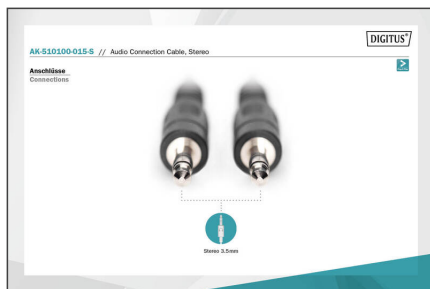 DIGITUS®
AK-510100-015-S // Audio Connection Cable, Stereo
Anschlüsse
Connections
Stereo 3.5mm